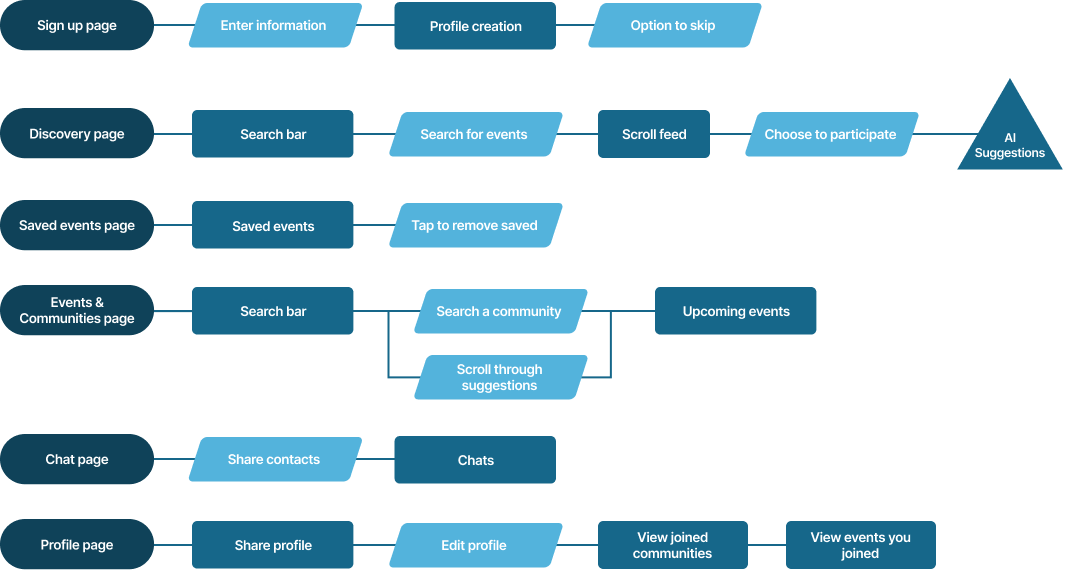 Sign up page
Enter information
Profile creation
Option to skip
Discovery page
Search bar
Search for events
Scroll feed
Choose to participate
AI
Suggestions
Saved events page
Saved events
Tap to remove saved
Events &
Communities page
Search bar
Search a community
Upcoming events
Scroll through
suggestions
Chat page
Share contacts
Chats
Profile page
Share profile
Edit profile
View joined
communities
View events you
joined